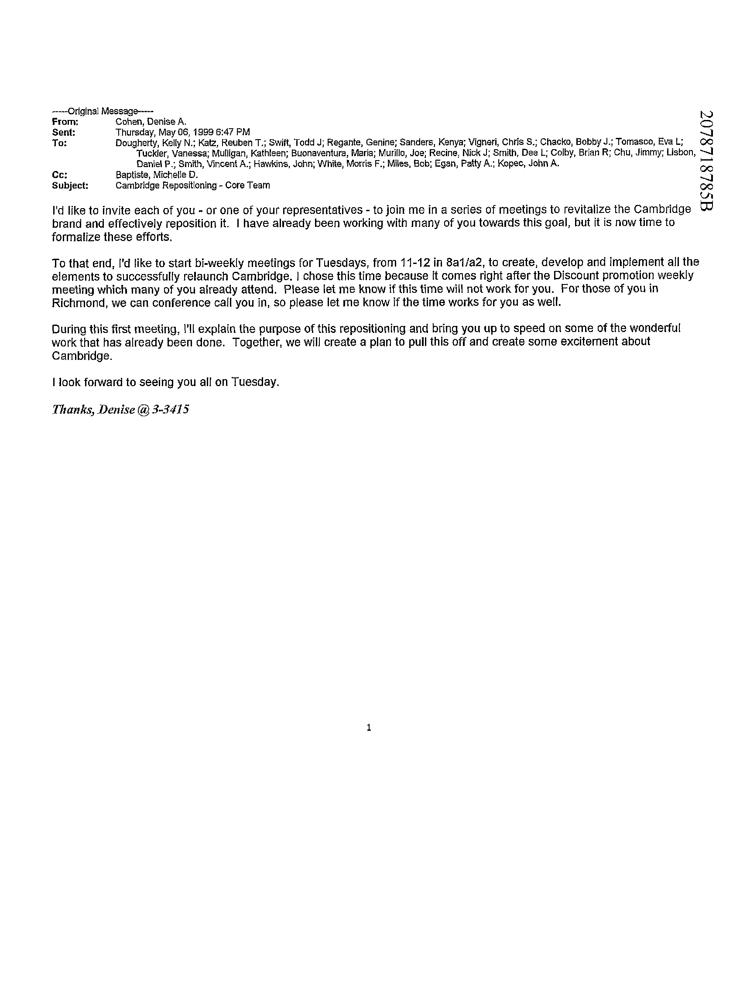 -----Original Message-----
From: Cohen, Denise A.
Sent: Thursday, May 06, 1999 6:47 PM
To: Dougherty, Kelly N.; Katz, Reuben T.; Swift, Todd J; Regante, Genine; Sanders, Kenya; Vigneri, Chris S.; Chacko, Bobby J.; Tomasco, Eva L;
Tuckler, Vanessa; Mulligan, Kathleen; Buonaventura, Maria; Murillo, Joe; Recine, Nick J; Smith, Dee L; Colby, Brian R; Chu, Jimmy; Lisbon,
Daniel P.; Smith, Vincent A.; Hawkins, John; White, Morris F.; Miles, Bob; Egan, Patty A.; Kopec, John A.
Cc: Baptiste, Michelle D.
Subject: Cambridge Repositioning - Core Team
I'd like to invite each of you - or one of your representatives - to join me in a series of meetings to revitalize the Cambridge
brand and effectively reposition it. I have already been working with many of you towards this goal, but it is now time to
formalize these efforts.
To that end, I'd like to start bi-weekly meetings for Tuesdays, from 11-12 in 8a1/a2, to create, develop and implement all the
elements to successfully relaunch Cambridge. I chose this time because it comes right after the Discount promotion weekly
meeting which many of you already attend. Please let me know if this time will not work for you. For those of you in
Richmond, we can conference call you in, so please let me know if the time works for you as well.
During this first meeting, I'll explain the purpose of this repositioning and bring you up to speed on some of the wonderful
work that has already been done. Together, we will create a plan to pull this off and create some excitement about
Cambridge.
I look forward to seeing you all on Tuesday.
Thanks, Denise @ 3-3415
1
2078718785B